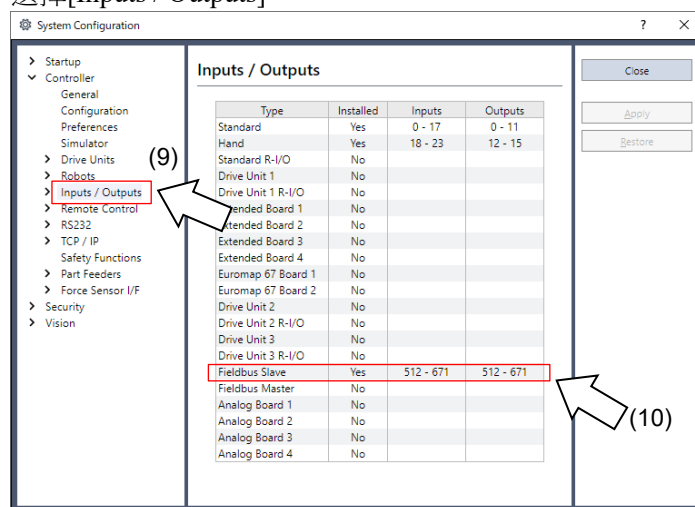 选择[Inputs / Outputs]
System Configuration ? ×
Startup
Controller
General
Configuration
Preferences
Simulator
Drive Units
Robots
Inputs / Outputs
Remote Control
RS232
TCP / IP
Safety Functions
Part Feeders
Force Sensor I/F
Security
Vision
(9)
Inputs / Outputs
Type Installed Inputs Outputs
Standard Yes 0 - 17 0 - 11
Hand Yes 18 - 23 12 - 15
Standard R-I/O No
Drive Unit 1 No
Drive Unit 1 R-I/O No
Extended Board 1 No
Extended Board 2 No
Extended Board 3 No
Extended Board 4 No
Euromap 67 Board 1 No
Euromap 67 Board 2 No
Drive Unit 2 No
Drive Unit 2 R-I/O No
Drive Unit 3 No
Drive Unit 3 R-I/O No
Fieldbus Slave Yes 512 - 671 512 - 671
Fieldbus Master No
Analog Board 1 No
Analog Board 2 No
Analog Board 3 No
Analog Board 4 No
(10)
Close
Apply
Restore